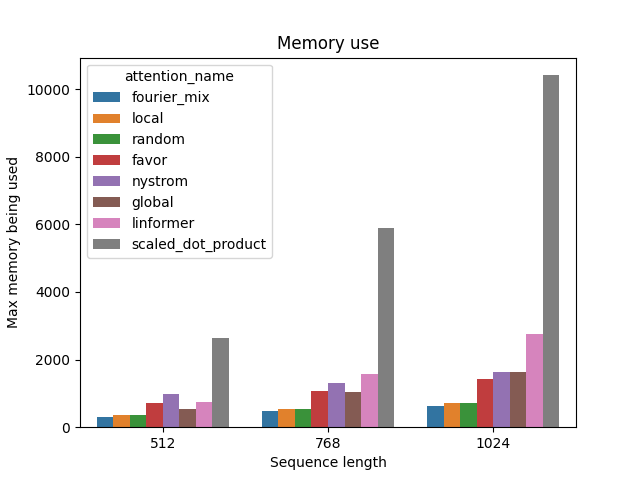 Memory use
Max memory being used
10000
8000
6000
4000
2000
0
attention_name
fourier_mix
local
random
favor
nystrom
global
linformer
scaled_dot_product
512
768
1024
Sequence length